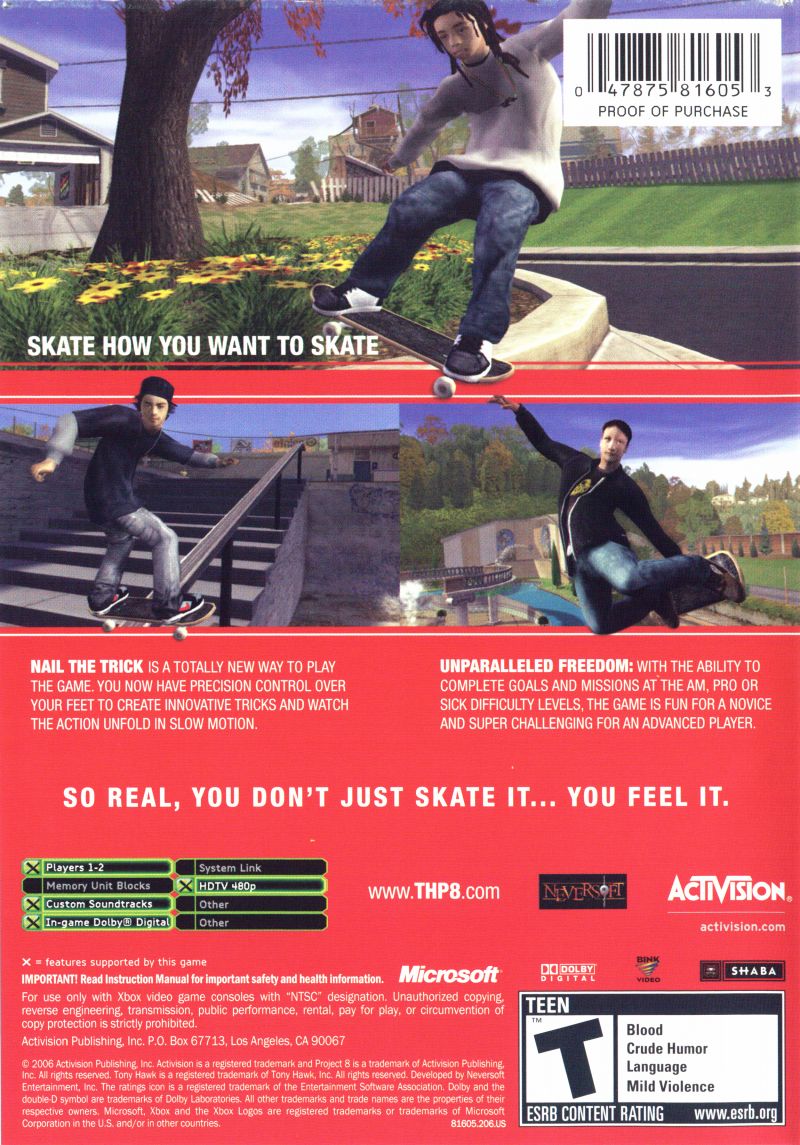 0 47875 81605 3
PROOF OF PURCHASE
SKATE HOW YOU WANT TO SKATE
NAIL THE TRICK IS A TOTALLY NEW WAY TO PLAY
THE GAME. YOU NOW HAVE PRECISION CONTROL OVER
YOUR FEET TO CREATE INNOVATIVE TRICKS AND WATCH
THE ACTION UNFOLD IN SLOW MOTION.
UNPARALLELED FREEDOM: WITH THE ABILITY TO
COMPLETE GOALS AND MISSIONS AT THE AM, PRO OR
SICK DIFFICULTY LEVELS, THE GAME IS FUN FOR A NOVICE
AND SUPER CHALLENGING FOR AN ADVANCED PLAYER.
SO REAL, YOU DON'T JUST SKATE IT... YOU FEEL IT.
Players 1-2
System Link
Memory Unit Blocks
HDTV 480p
Custom Soundtracks
Other
In-game Dolby® Digital
Other
www.THP8.com
NEVERSOFT
ACTIVISION®
activision.com
X = features supported by this game
IMPORTANT! Read Instruction Manual for important safety and health information.
Microsoft®
DOLBY
DIGITAL
BINK
VIDEO
SHABA
For use only with Xbox video game consoles with “NTSC” designation. Unauthorized copying,
reverse engineering, transmission, public performance, rental, pay for play, or circumvention of
copy protection is strictly prohibited.
Activision Publishing, Inc. P.O. Box 67713, Los Angeles, CA 90067
© 2006 Activision Publishing, Inc. Activision is a registered trademark and Project 8 is a trademark of Activision Publishing,
Inc. All rights reserved. Tony Hawk is a registered trademark of Tony Hawk, Inc. All rights reserved. Developed by Neversoft
Entertainment, Inc. The ratings icon is a registered trademark of the Entertainment Software Association. Dolby and the
double-D symbol are trademarks of Dolby Laboratories. All other trademarks and trade names are the properties of their
respective owners. Microsoft, Xbox and the Xbox Logos are registered trademarks or trademarks of Microsoft
Corporation in the U.S. and/or in other countries.
81605.206.US
TEEN
T
TM
Blood
Crude Humor
Language
Mild Violence
ESRB CONTENT RATING www.esrb.org